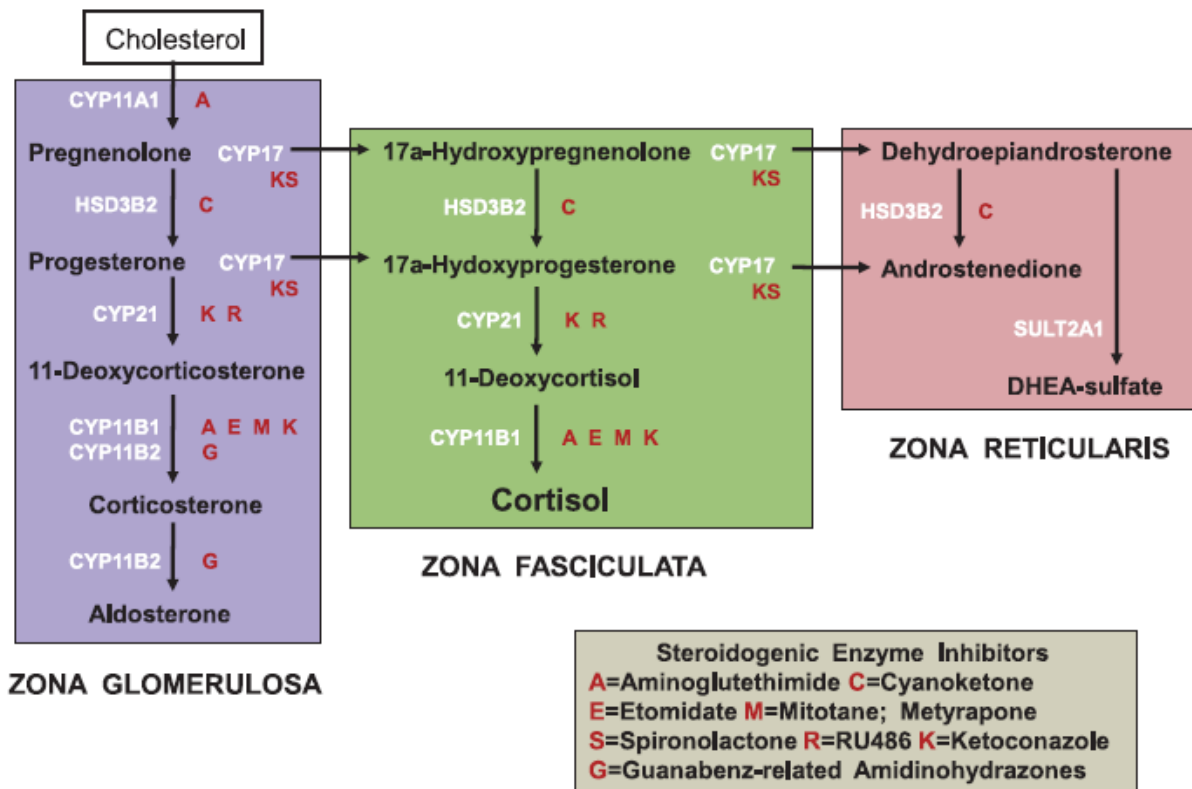 Cholesterol
CYP11A1 A
Pregnenolone CYP17
KS
HSD3B2 C
Progesterone CYP17
KS
CYP21 K R
11-Deoxycorticosterone
CYP11B1 A E M K
CYP11B2 G
Corticosterone
CYP11B2 G
Aldosterone
ZONA GLOMERULOSA
17a-Hydroxypregnenolone CYP17
KS
HSD3B2 C
17a-Hydoxyprogesterone CYP17
KS
CYP21 K R
11-Deoxycortisol
CYP11B1 A E M K
Cortisol
ZONA FASCICULATA
Dehydroepiandrosterone
HSD3B2 C
Androstenedione
SULT2A1
DHEA-sulfate
ZONA RETICULARIS
Steroidogenic Enzyme Inhibitors
A=Aminoglutethimide C=Cyanoketone
E=Etomidate M=Mitotane; Metyrapone
S=Spironolactone R=RU486 K=Ketoconazole
G=Guanabenz-related Amidinohydrazones